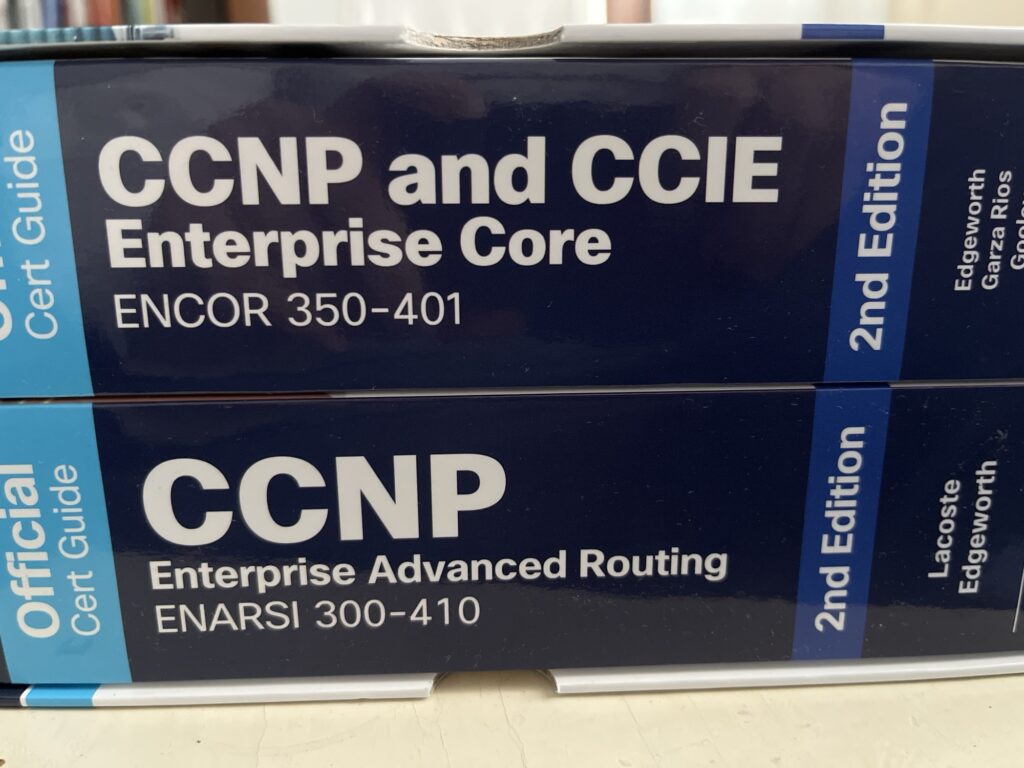 Cert Guide
CCNP and CCIE
Enterprise Core
ENCOR 350-401
2nd Edition
Edgeworth
Garza Rios
Official
Cert Guide
CCNP
Enterprise Advanced Routing
ENARSI 300-410
2nd Edition
Lacoste
Edgeworth